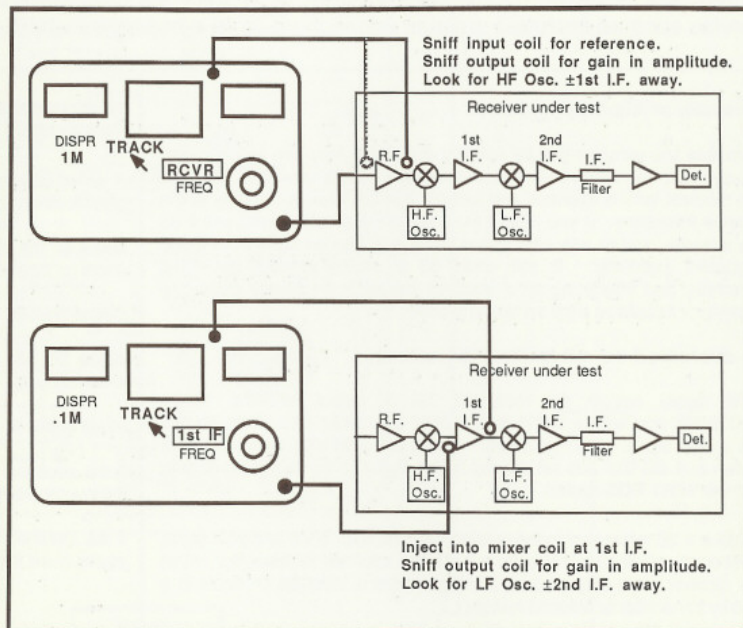 Sniff input coil for reference.
Sniff output coil for gain in amplitude.
Look for HF Osc. ±1st I.F. away.
Receiver under test
DISPR
1M
TRACK
RCVR
FREQ
R.F.
1st
I.F.
2nd
I.F.
I.F.
Filter
Det.
H.F.
Osc.
L.F.
Osc.
DISPR
.1M
TRACK
1st IF
FREQ
Receiver under test
R.F.
1st
I.F.
2nd
I.F.
I.F.
Filter
Det.
H.F.
Osc.
L.F.
Osc.
Inject into mixer coil at 1st I.F.
Sniff output coil for gain in amplitude.
Look for LF Osc. ±2nd I.F. away.